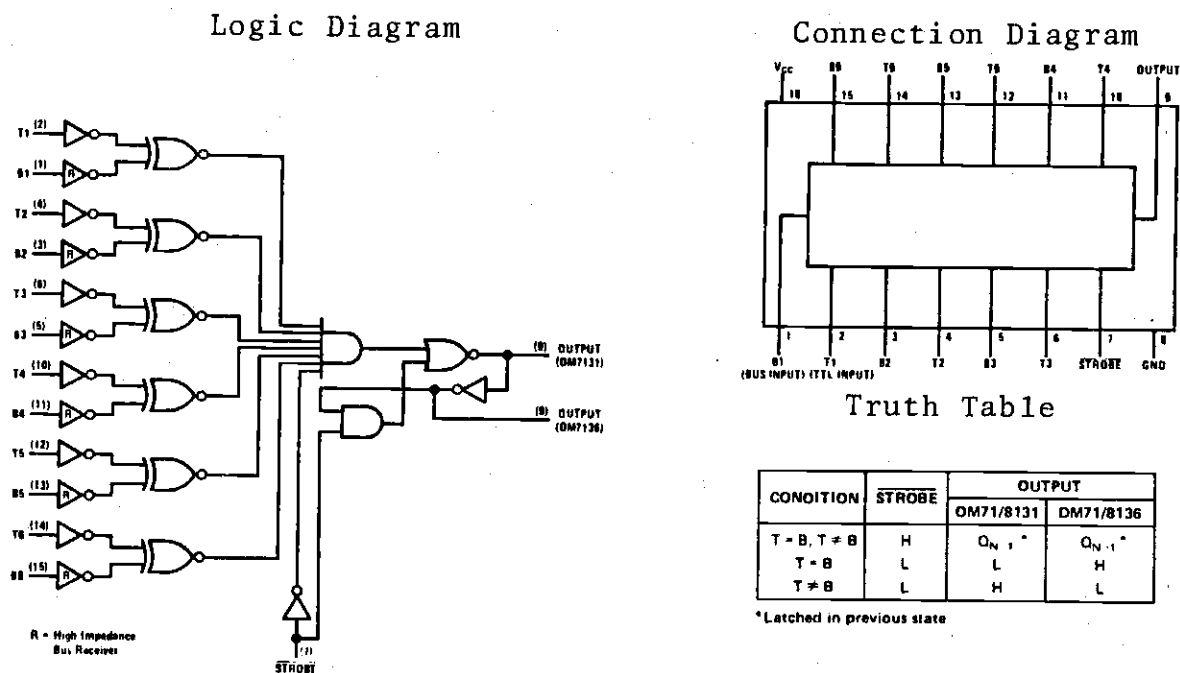 Logic Diagram
T1 (2)
B1 (1)
R
T2 (4)
B2 (3)
R
T3 (6)
B3 (5)
R
T4 (10)
B4 (11)
R
T5 (12)
B5 (13)
R
T6 (14)
B6 (15)
R
(9) OUTPUT
(DM7131)
(9) OUTPUT
(DM7136)
(7)
STROBE
R = High Impedance
Bus Receiver
Connection Diagram
VCC B6 T6 B5 T5 B4 T4 OUTPUT
16 15 14 13 12 11 10 9
1 2 3 4 5 6 7 8
B1 T1 B2 T2 B3 T3 STROBE GND
(BUS INPUT) (TTL INPUT)
Truth Table
CONDITION STROBE OUTPUT
DM71/8131 DM71/8136
T = B, T ≠ B H QN-1* QN-1*
T = B L L H
T ≠ B L H L
*Latched in previous state